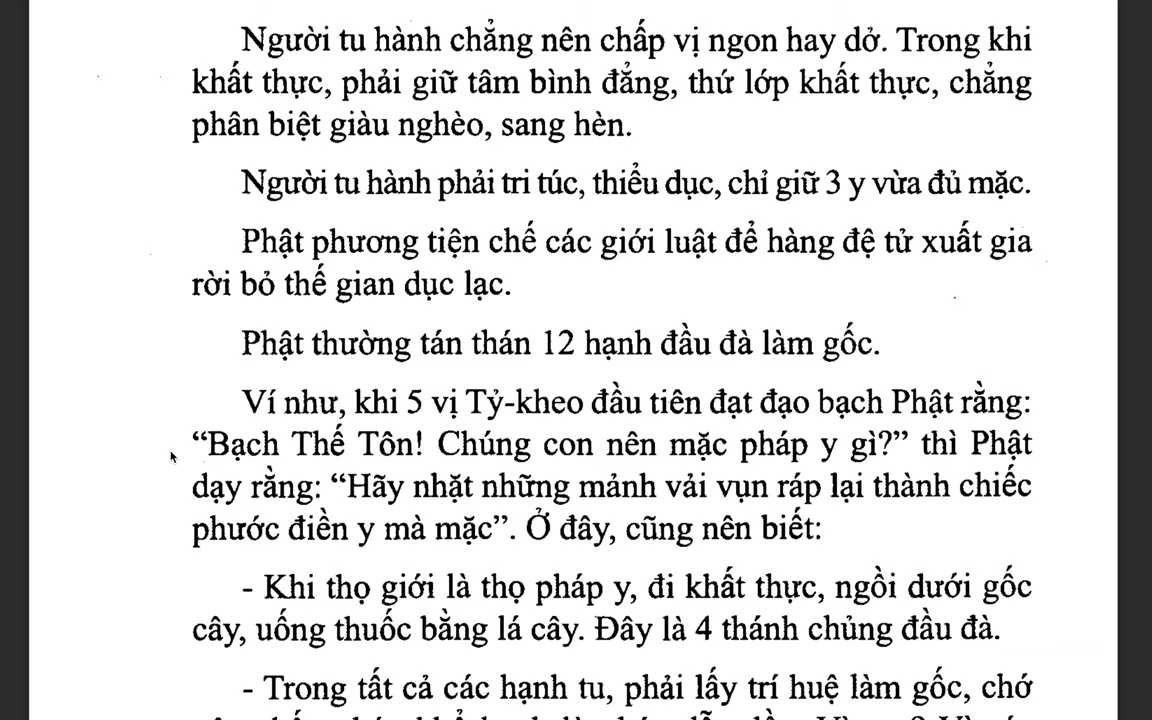 Người tu hành chẳng nên chấp vị ngon hay dở. Trong khi
khất thực, phải giữ tâm bình đẳng, thứ lớp khất thực, chẳng
phân biệt giàu nghèo, sang hèn.
Người tu hành phải tri túc, thiểu dục, chỉ giữ 3 y vừa đủ mặc.
Phật phương tiện chế các giới luật để hàng đệ tử xuất gia
rời bỏ thế gian dục lạc.
Phật thường tán thán 12 hạnh đầu đà làm gốc.
Ví như, khi 5 vị Tỷ-kheo đầu tiên đạt đạo bạch Phật rằng:
“Bạch Thế Tôn! Chúng con nên mặc pháp y gì?” thì Phật
dạy rằng: “Hãy nhặt những mảnh vải vụn ráp lại thành chiếc
phước điền y mà mặc”. Ở đây, cũng nên biết:
- Khi thọ giới là thọ pháp y, đi khất thực, ngồi dưới gốc
cây, uống thuốc bằng lá cây. Đây là 4 thánh chủng đầu đà.
- Trong tất cả các hạnh tu, phải lấy trí huệ làm gốc, chớ